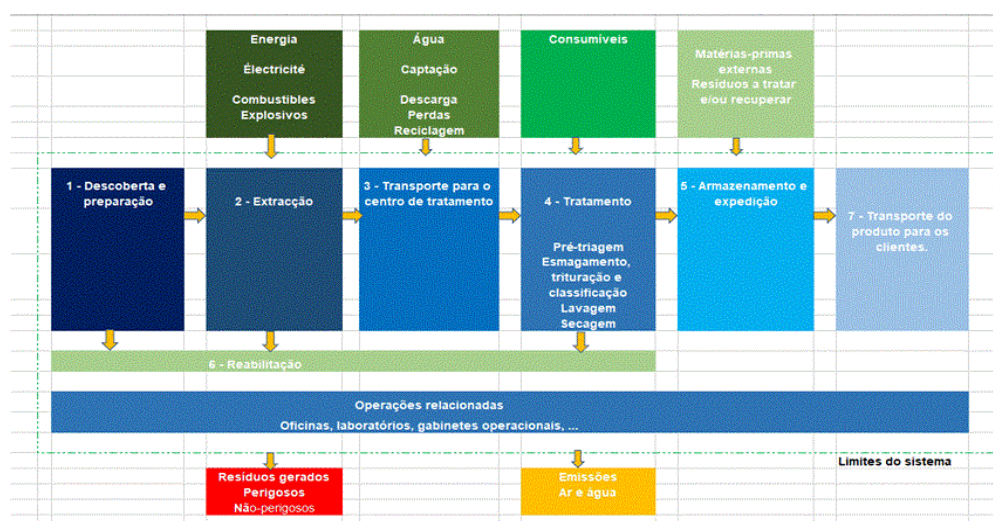 Energia
Électricité
Combustibles
Explosivos
Água
Captação
Descarga
Perdas
Reciclagem
Consumíveis
Matérias-primas
externas
Resíduos a tratar
e/ou recuperar
1 - Descoberta e
preparação
2 - Extracção
3 - Transporte para o
centro de tratamento
4 - Tratamento
Pré-triagem
Esmagamento,
trituração e
classificação
Lavagem
Secagem
5 - Armazenamento e
expedição
7 - Transporte do
produto para os
clientes.
6 - Reabilitação
Operações relacionadas
Oficinas, laboratórios, gabinetes operacionais, ...
Limites do sistema
Resíduos gerados
Perigosos
Não-perigosos
Emissões
Ar e água